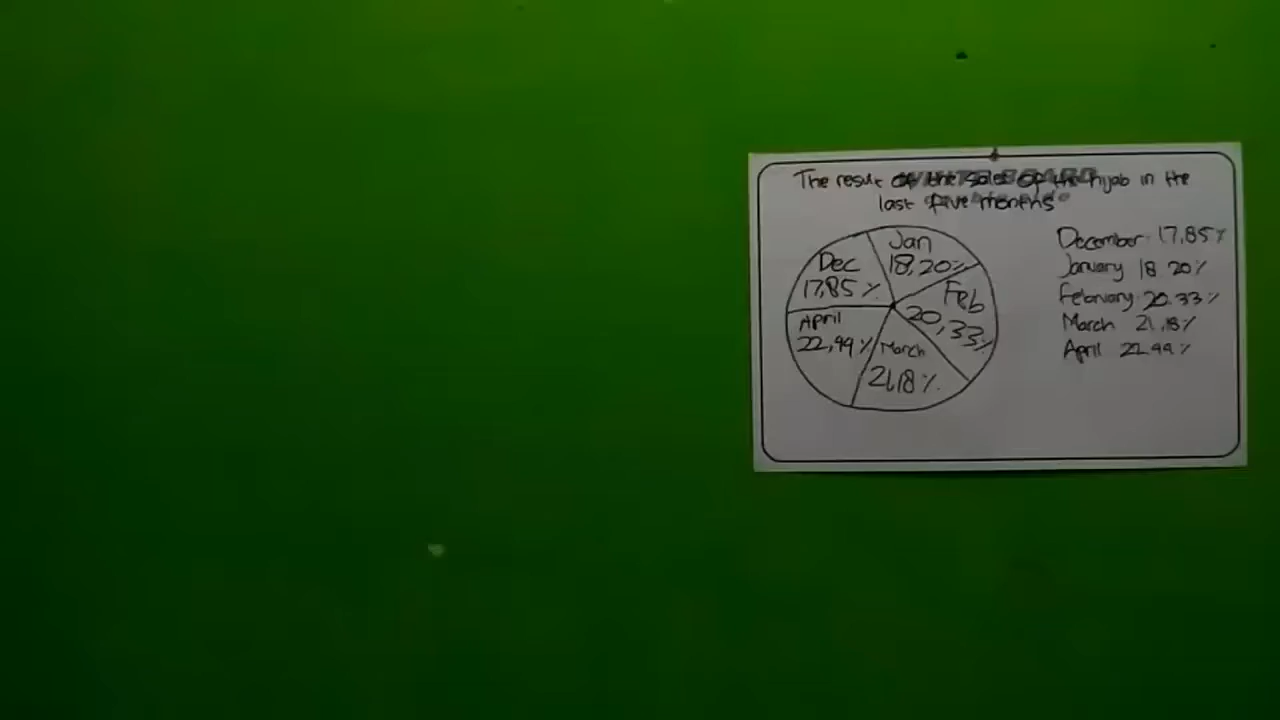 The result of the sales of the hijab in the
last five months
Jan
18,20%
Dec
17,85 %
Feb
20,33%
April
22,44%
March
21,18 %
December 17,85%
January 18 20%
February 20.33%
March 21,18%
April 22.44%